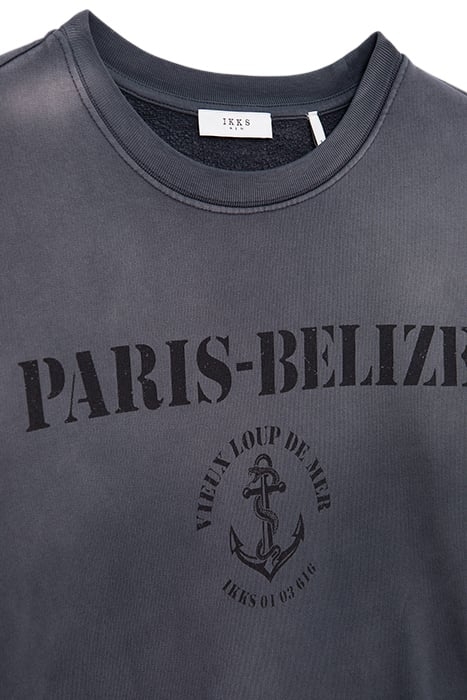 IKKS
MEN
PARIS-BELIZE
VIEUX LOUP DE MER
IKKS 01 03 616